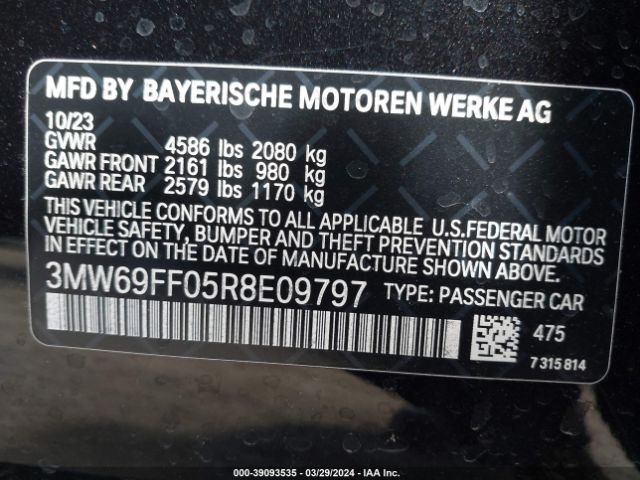 MFD BY BAYERISCHE MOTOREN WERKE AG
10/23
GVWR 4586 lbs 2080 kg
GAWR FRONT 2161 lbs 980 kg
GAWR REAR 2579 lbs 1170 kg
THIS VEHICLE CONFORMS TO ALL APPLICABLE U.S.FEDERAL MOTOR
VEHICLE SAFETY, BUMPER AND THEFT PREVENTION STANDARDS
IN EFFECT ON THE DATE OF MANUFACTURE SHOWN ABOVE.
3MW69FF05R8E09797 TYPE: PASSENGER CAR
475
7 315 814
000-39093535 - 03/29/2024 - IAA Inc.